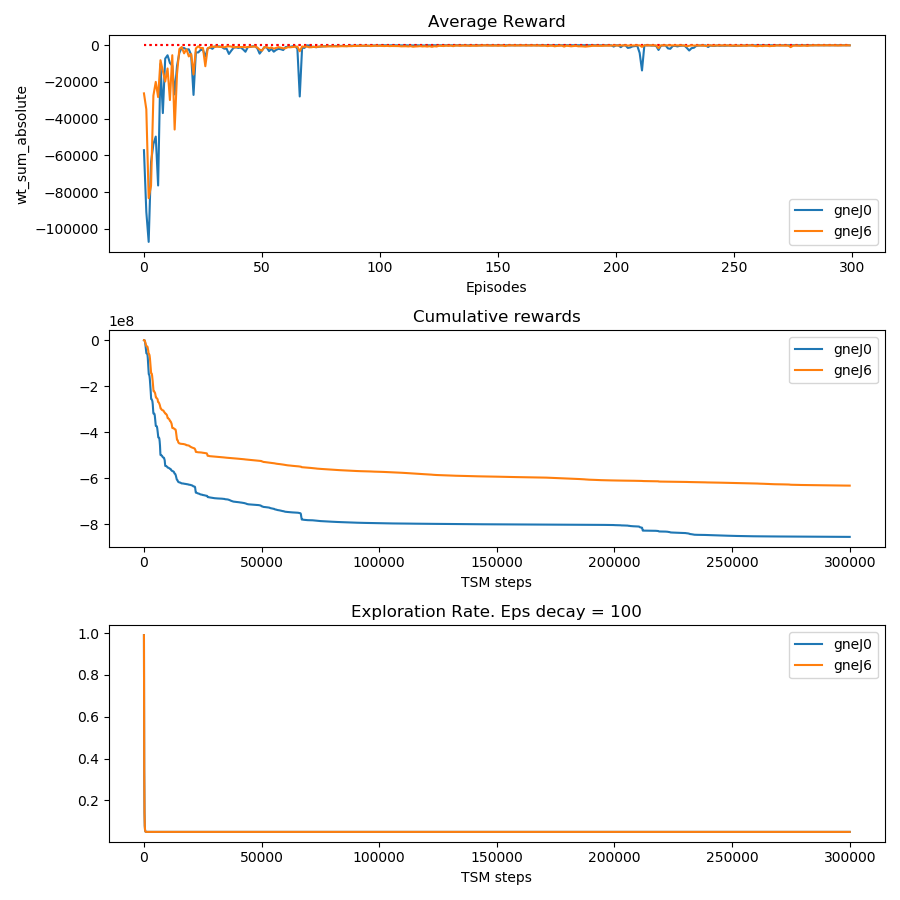 Average Reward
wt_sum_absolute
0
−20000
−40000
−60000
−80000
−100000
gneJ0
gneJ6
0 50 100 150 200 250 300
Episodes
Cumulative rewards
1e8
0
−2
−4
−6
−8
gneJ0
gneJ6
0 50000 100000 150000 200000 250000 300000
TSM steps
Exploration Rate. Eps decay = 100
1.0
0.8
0.6
0.4
0.2
gneJ0
gneJ6
0 50000 100000 150000 200000 250000 300000
TSM steps